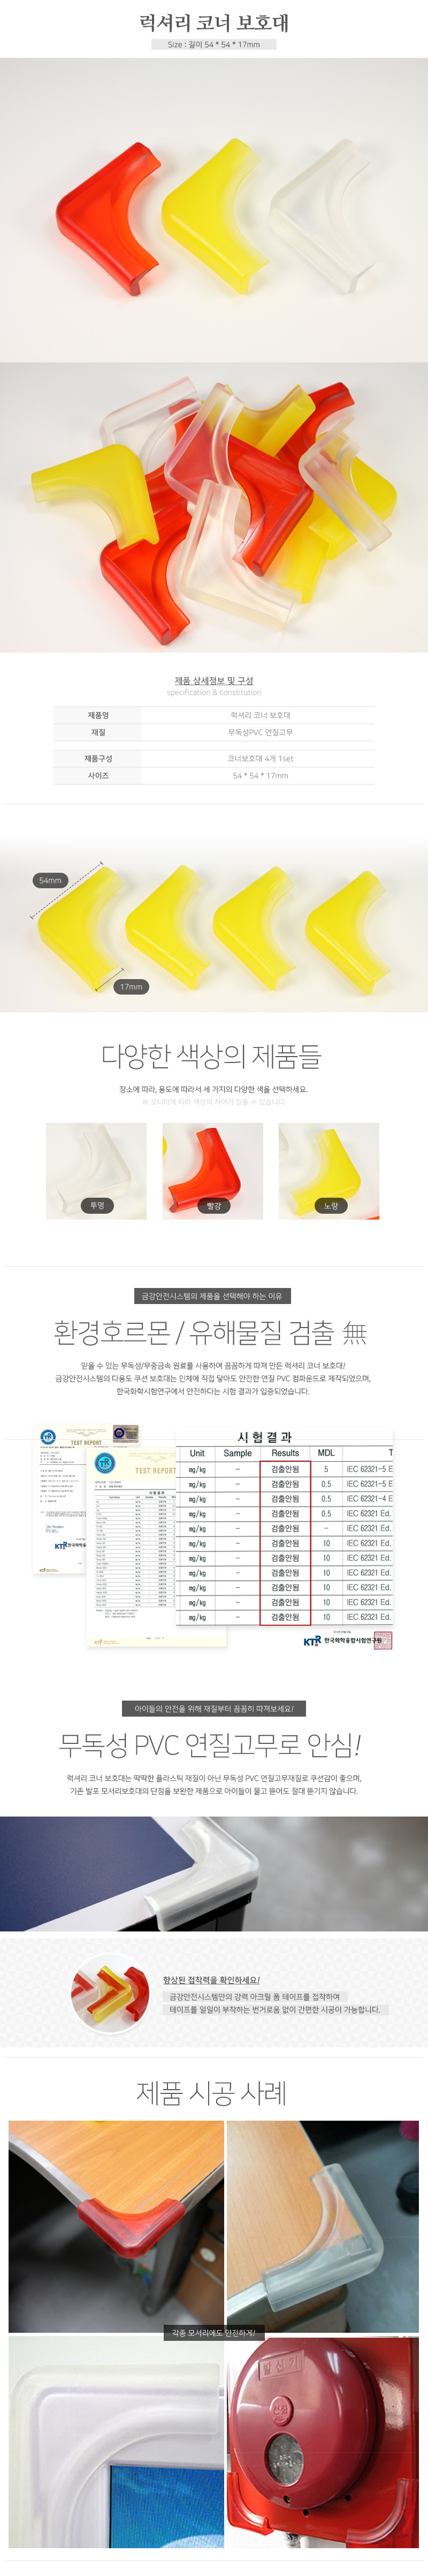 럭셔리 코너 보호대
Size : 길이 54 * 54 * 17mm
제품 상세정보 및 구성
specification & constitution
제품명 럭셔리 코너 보호대
재질 무독성PVC 연질고무
제품구성 코너보호대 4개 1set
사이즈 54 * 54 * 17mm
54mm
17mm
다양한 색상의 제품들
장소에 따라, 용도에 따라서 세 가지의 다양한 색을 선택하세요.
※ 모니터에 따라 색상의 차이가 있을 수 있습니다.
투명 빨강 노랑
금강안전시스템의 제품을 선택해야 하는 이유
환경호르몬 / 유해물질 검출 無
믿을 수 있는 무독성/무중금속 원료를 사용하여 꼼꼼하게 따져 만든 럭셔리 코너 보호대!
금강안전시스템의 다용도 쿠션 보호대는 인체에 직접 닿아도 안전한 연질 PVC 컴파운드로 제작되었으며,
한국화학시험연구에서 안전하다는 시험 결과가 입증되었습니다.
TEST REPORT
TEST REPORT
시험결과
Unit Sample Results MDL T
mg/kg - 검출안됨 5 IEC 62321-5 E
mg/kg - 검출안됨 0.5 IEC 62321-5 E
mg/kg - 검출안됨 0.5 IEC 62321-4 E
mg/kg - 검출안됨 0.5 IEC 62321 Ed.
mg/kg - 검출안됨 - IEC 62321 Ed.
mg/kg - 검출안됨 10 IEC 62321 Ed.
mg/kg - 검출안됨 10 IEC 62321 Ed.
mg/kg - 검출안됨 10 IEC 62321 Ed.
mg/kg - 검출안됨 10 IEC 62321 Ed.
mg/kg - 검출안됨 10 IEC 62321 Ed.
mg/kg - 검출안됨 10 IEC 62321 Ed.
KTR 한국화학융합시험연구원
아이들의 안전을 위해 재질부터 꼼꼼히 따져보세요!
무독성 PVC 연질고무로 안심!
럭셔리 코너 보호대는 딱딱한 플라스틱 재질이 아닌 무독성 PVC 연질고무재질로 쿠션감이 좋으며,
기존 발포 모서리보호대의 단점을 보완한 제품으로 아이들이 물고 뜯어도 절대 뜯기지 않습니다.
향상된 접착력을 확인하세요!
금강안전시스템만의 강력 아크릴 폼 테이프를 접착하여
테이프를 일일이 부착하는 번거로움 없이 간편한 시공이 가능합니다.
제품 시공 사례
각종 모서리에도 안전하게!
발신기